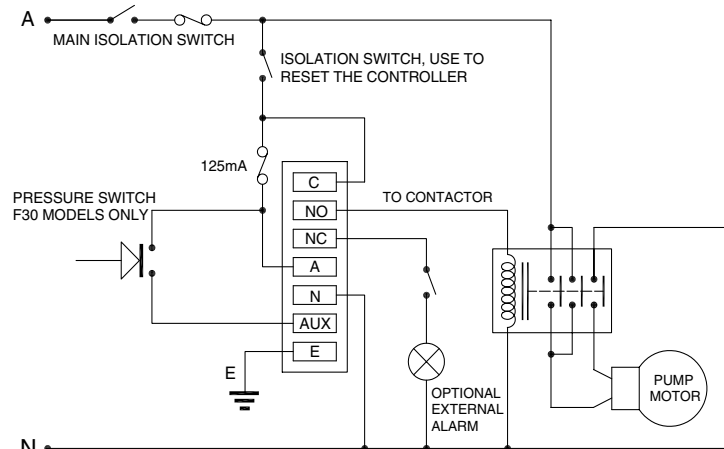 A
MAIN ISOLATION SWITCH
ISOLATION SWITCH, USE TO
RESET THE CONTROLLER
125mA
C
PRESSURE SWITCH
F30 MODELS ONLY
NO
TO CONTACTOR
NC
A
N
AUX
E
E
OPTIONAL
EXTERNAL
ALARM
PUMP
MOTOR
N